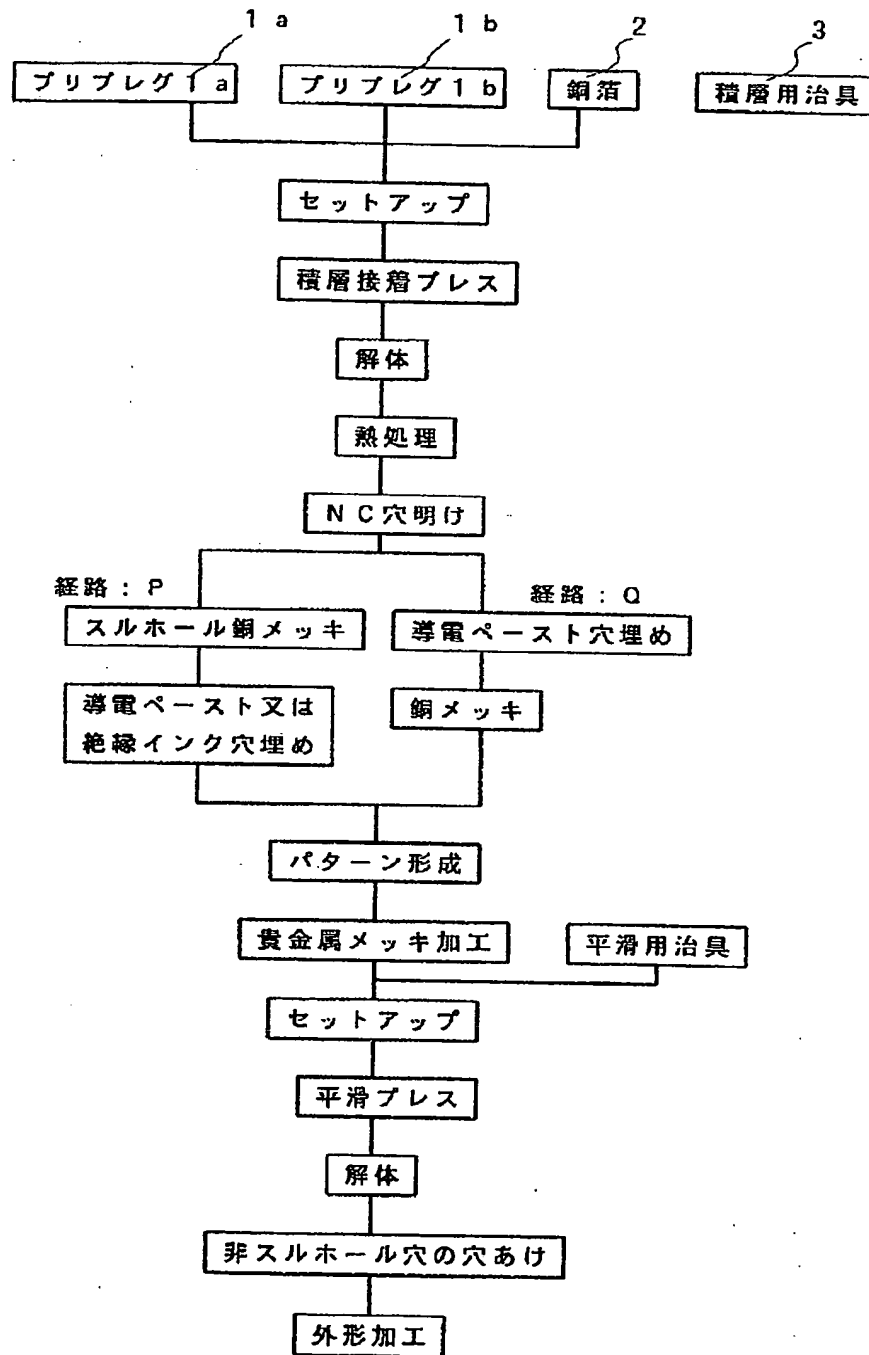 1a
1b
2
3
プリプレグ1a
プリプレグ1b
銅箔
積層用治具
セットアップ
積層接着プレス
解体
熱処理
NC穴明け
経路：P
経路：Q
スルホール銅メッキ
導電ペースト穴埋め
導電ペースト又は
絶縁インク穴埋め
銅メッキ
パターン形成
貴金属メッキ加工
平滑用治具
セットアップ
平滑プレス
解体
非スルホール穴の穴あけ
外形加工